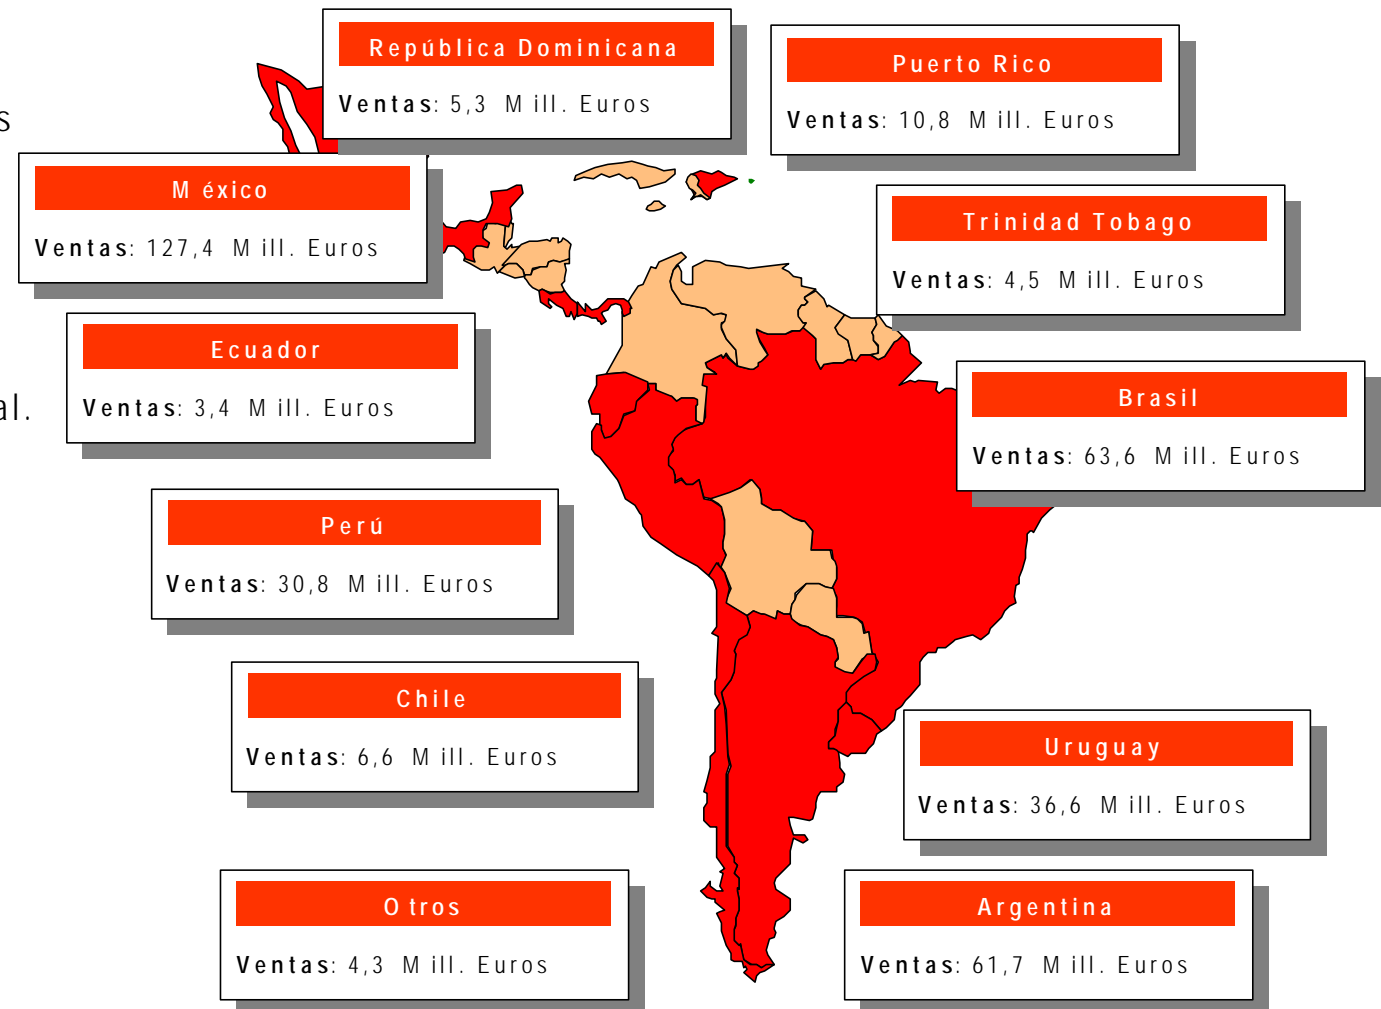 República Dominicana
Ventas: 5,3 Mill. Euros
Puerto Rico
Ventas: 10,8 Mill. Euros
s
México
Ventas: 127,4 Mill. Euros
Trinidad Tobago
Ventas: 4,5 Mill. Euros
Ecuador
Ventas: 3,4 Mill. Euros
al.
Brasil
Ventas: 63,6 Mill. Euros
Perú
Ventas: 30,8 Mill. Euros
Chile
Ventas: 6,6 Mill. Euros
Uruguay
Ventas: 36,6 Mill. Euros
Otros
Ventas: 4,3 Mill. Euros
Argentina
Ventas: 61,7 Mill. Euros